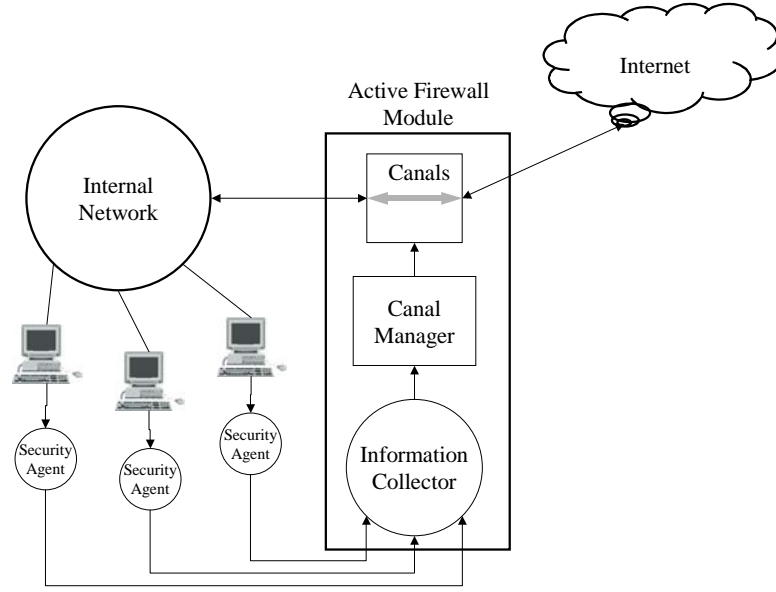 Internet
Active Firewall
Module
Canals
Internal
Network
Canal
Manager
Security
Agent
Security
Agent
Security
Agent
Information
Collector